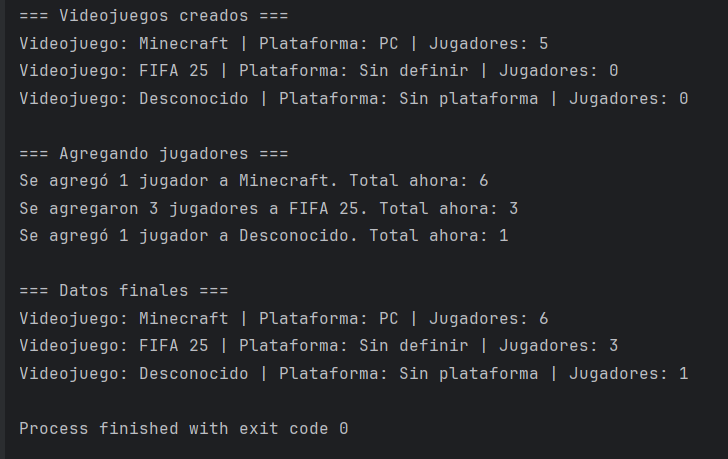 === Videojuegos creados ===
Videojuego: Minecraft | Plataforma: PC | Jugadores: 5
Videojuego: FIFA 25 | Plataforma: Sin definir | Jugadores: 0
Videojuego: Desconocido | Plataforma: Sin plataforma | Jugadores: 0
=== Agregando jugadores ===
Se agregó 1 jugador a Minecraft. Total ahora: 6
Se agregaron 3 jugadores a FIFA 25. Total ahora: 3
Se agregó 1 jugador a Desconocido. Total ahora: 1
=== Datos finales ===
Videojuego: Minecraft | Plataforma: PC | Jugadores: 6
Videojuego: FIFA 25 | Plataforma: Sin definir | Jugadores: 3
Videojuego: Desconocido | Plataforma: Sin plataforma | Jugadores: 1
Process finished with exit code 0